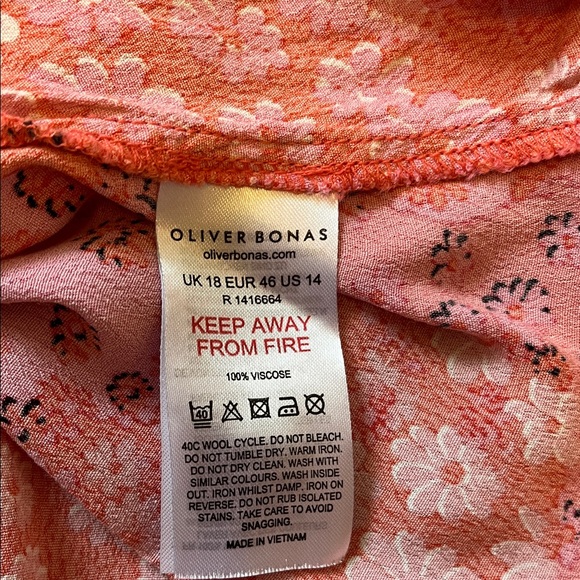 OLIVER BONAS
oliverbonas.com
UK 18 EUR 46 US 14
R 1416664
KEEP AWAY
FROM FIRE
100% VISCOSE
40
40C WOOL CYCLE. DO NOT BLEACH.
DO NOT TUMBLE DRY. WARM IRON.
DO NOT DRY CLEAN. WASH WITH
SIMILAR COLOURS. WASH INSIDE
OUT. IRON WHILST DAMP. IRON ON
REVERSE. DO NOT RUB ISOLATED
STAINS. TAKE CARE TO AVOID
SNAGGING.
MADE IN VIETNAM